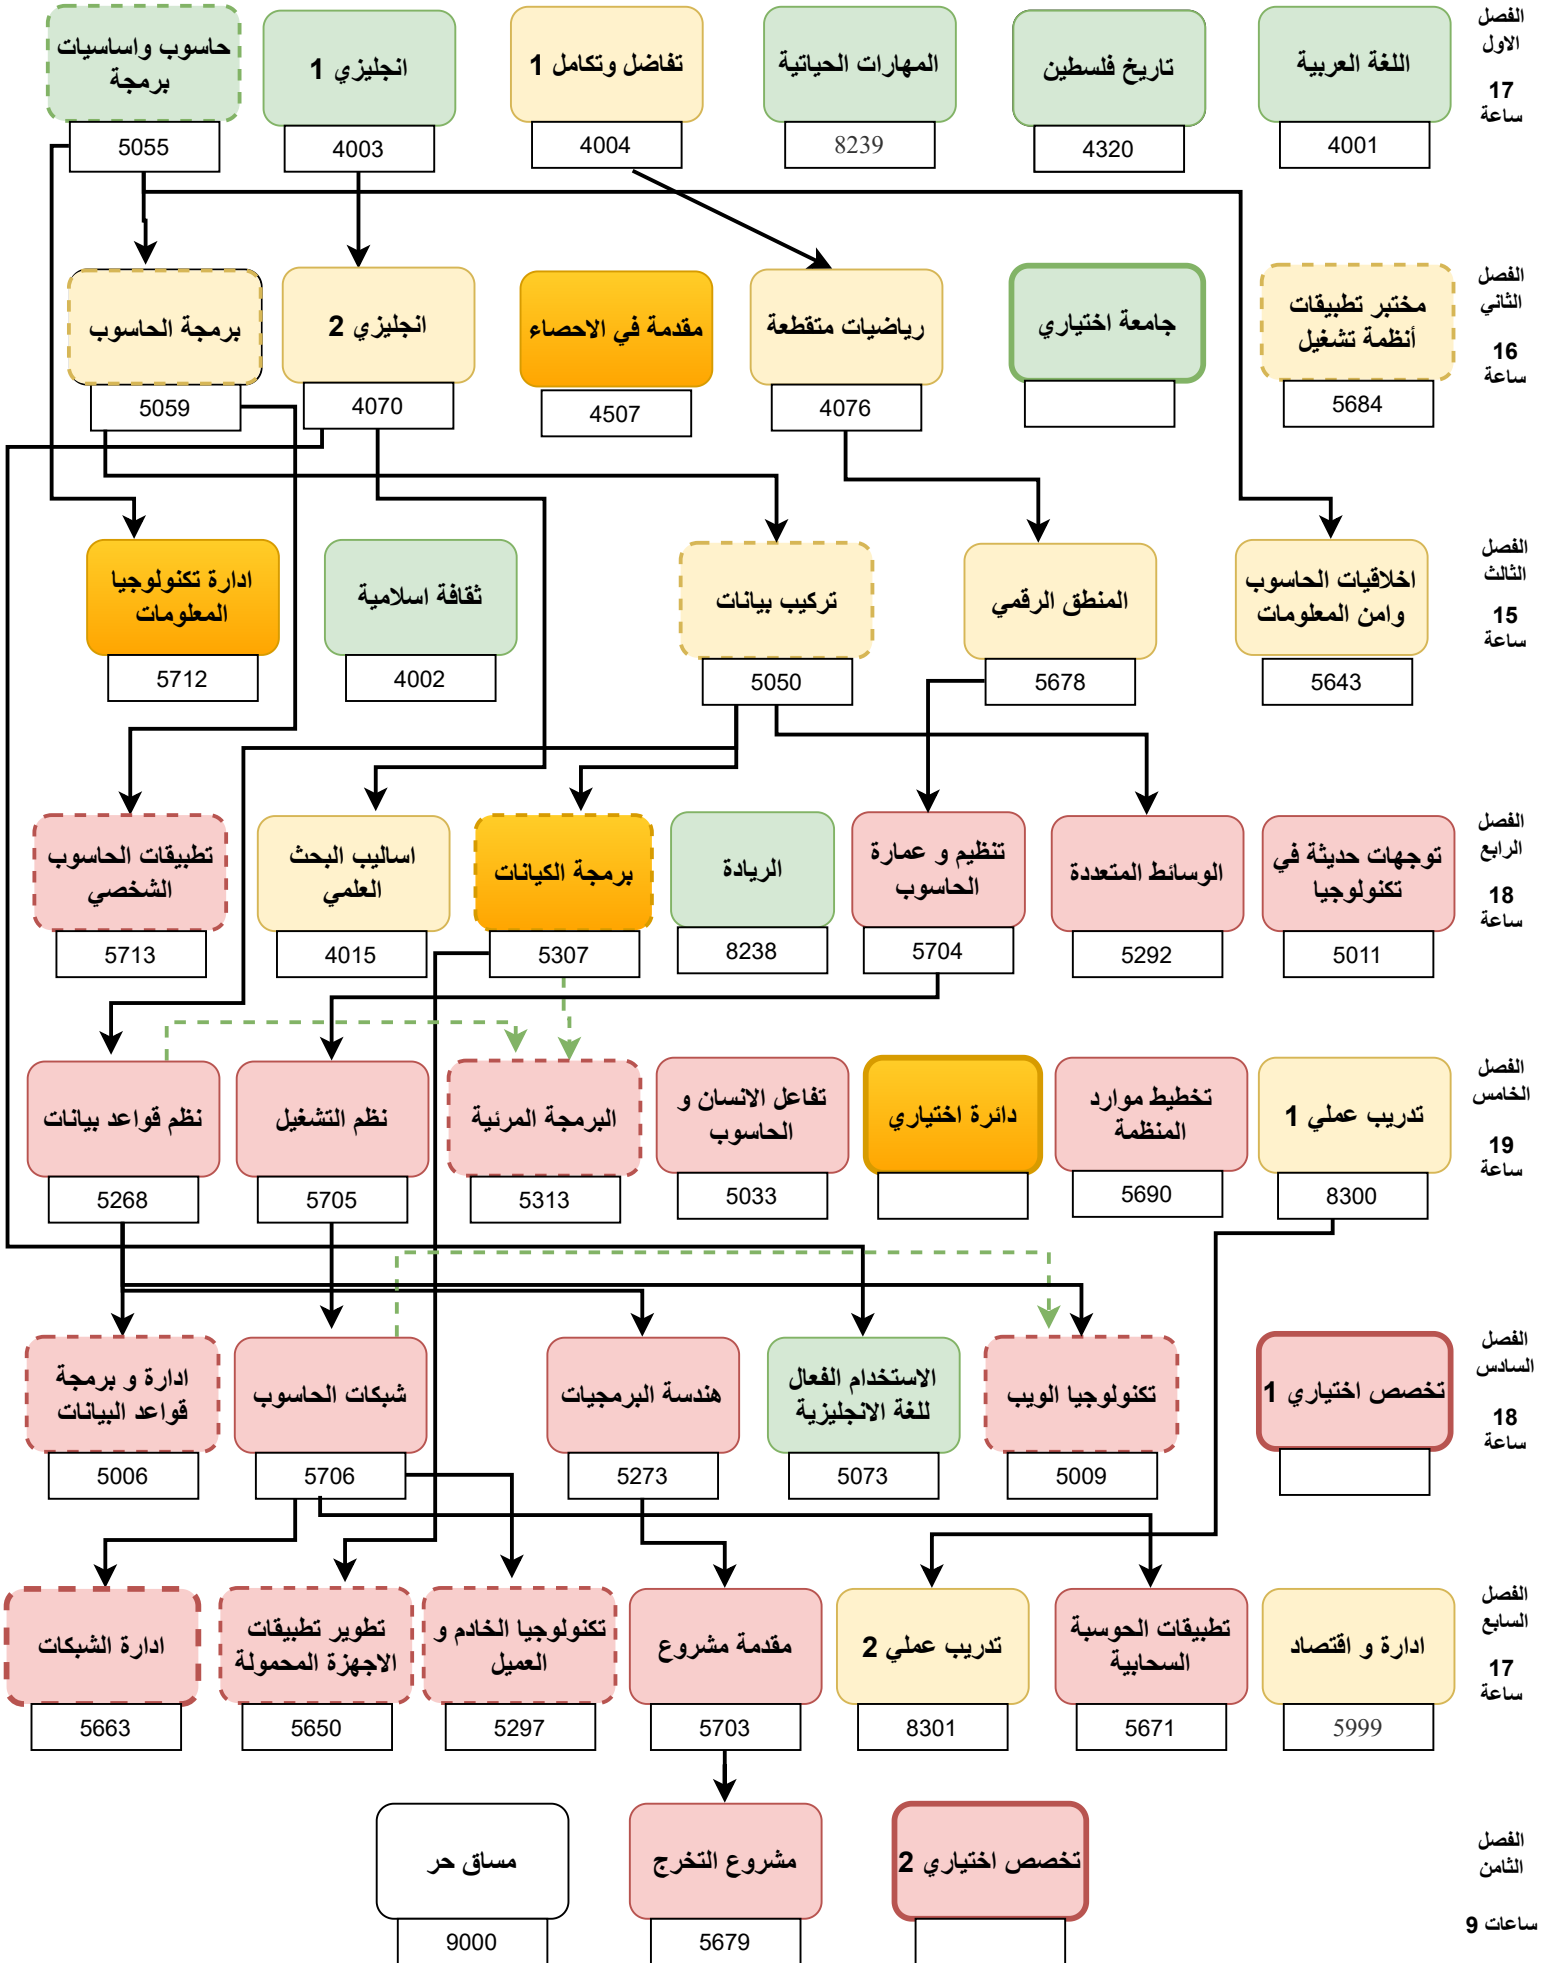 الفصل
الاول
17
ساعة
اللغة العربية
4001
تاريخ فلسطين
4320
المهارات الحياتية
8239
تفاضل وتكامل 1
4004
انجليزي 1
4003
حاسوب واساسيات
برمجة
5055
الفصل
الثاني
16
ساعة
مختبر تطبيقات
أنظمة تشغيل
5684
جامعة اختياري
رياضيات متقطعة
4076
مقدمة في الاحصاء
4507
انجليزي 2
4070
برمجة الحاسوب
5059
الفصل
الثالث
15
ساعة
اخلاقيات الحاسوب
وامن المعلومات
5643
المنطق الرقمي
5678
تركيب بيانات
5050
ثقافة اسلامية
4002
ادارة تكنولوجيا
المعلومات
5712
الفصل
الرابع
18
ساعة
توجهات حديثة في
تكنولوجيا
5011
الوسائط المتعددة
5292
تنظيم و عمارة
الحاسوب
5704
الريادة
8238
برمجة الكيانات
5307
اساليب البحث
العلمي
4015
تطبيقات الحاسوب
الشخصي
5713
الفصل
الخامس
19
ساعة
تدريب عملي 1
8300
تخطيط موارد
المنظمة
5690
دائرة اختياري
تفاعل الانسان و
الحاسوب
5033
البرمجة المرئية
5313
نظم التشغيل
5705
نظم قواعد بيانات
5268
الفصل
السادس
18
ساعة
تخصص اختياري 1
تكنولوجيا الويب
5009
الاستخدام الفعال
للغة الانجليزية
5073
هندسة البرمجيات
5273
شبكات الحاسوب
5706
ادارة و برمجة
قواعد البيانات
5006
الفصل
السابع
17
ساعة
ادارة و اقتصاد
5999
تطبيقات الحوسبة
السحابية
5671
تدريب عملي 2
8301
مقدمة مشروع
5703
تكنولوجيا الخادم و
العميل
5297
تطوير تطبيقات
الاجهزة المحمولة
5650
ادارة الشبكات
5663
الفصل
الثامن
9 ساعات
تخصص اختياري 2
مشروع التخرج
5679
مساق حر
9000